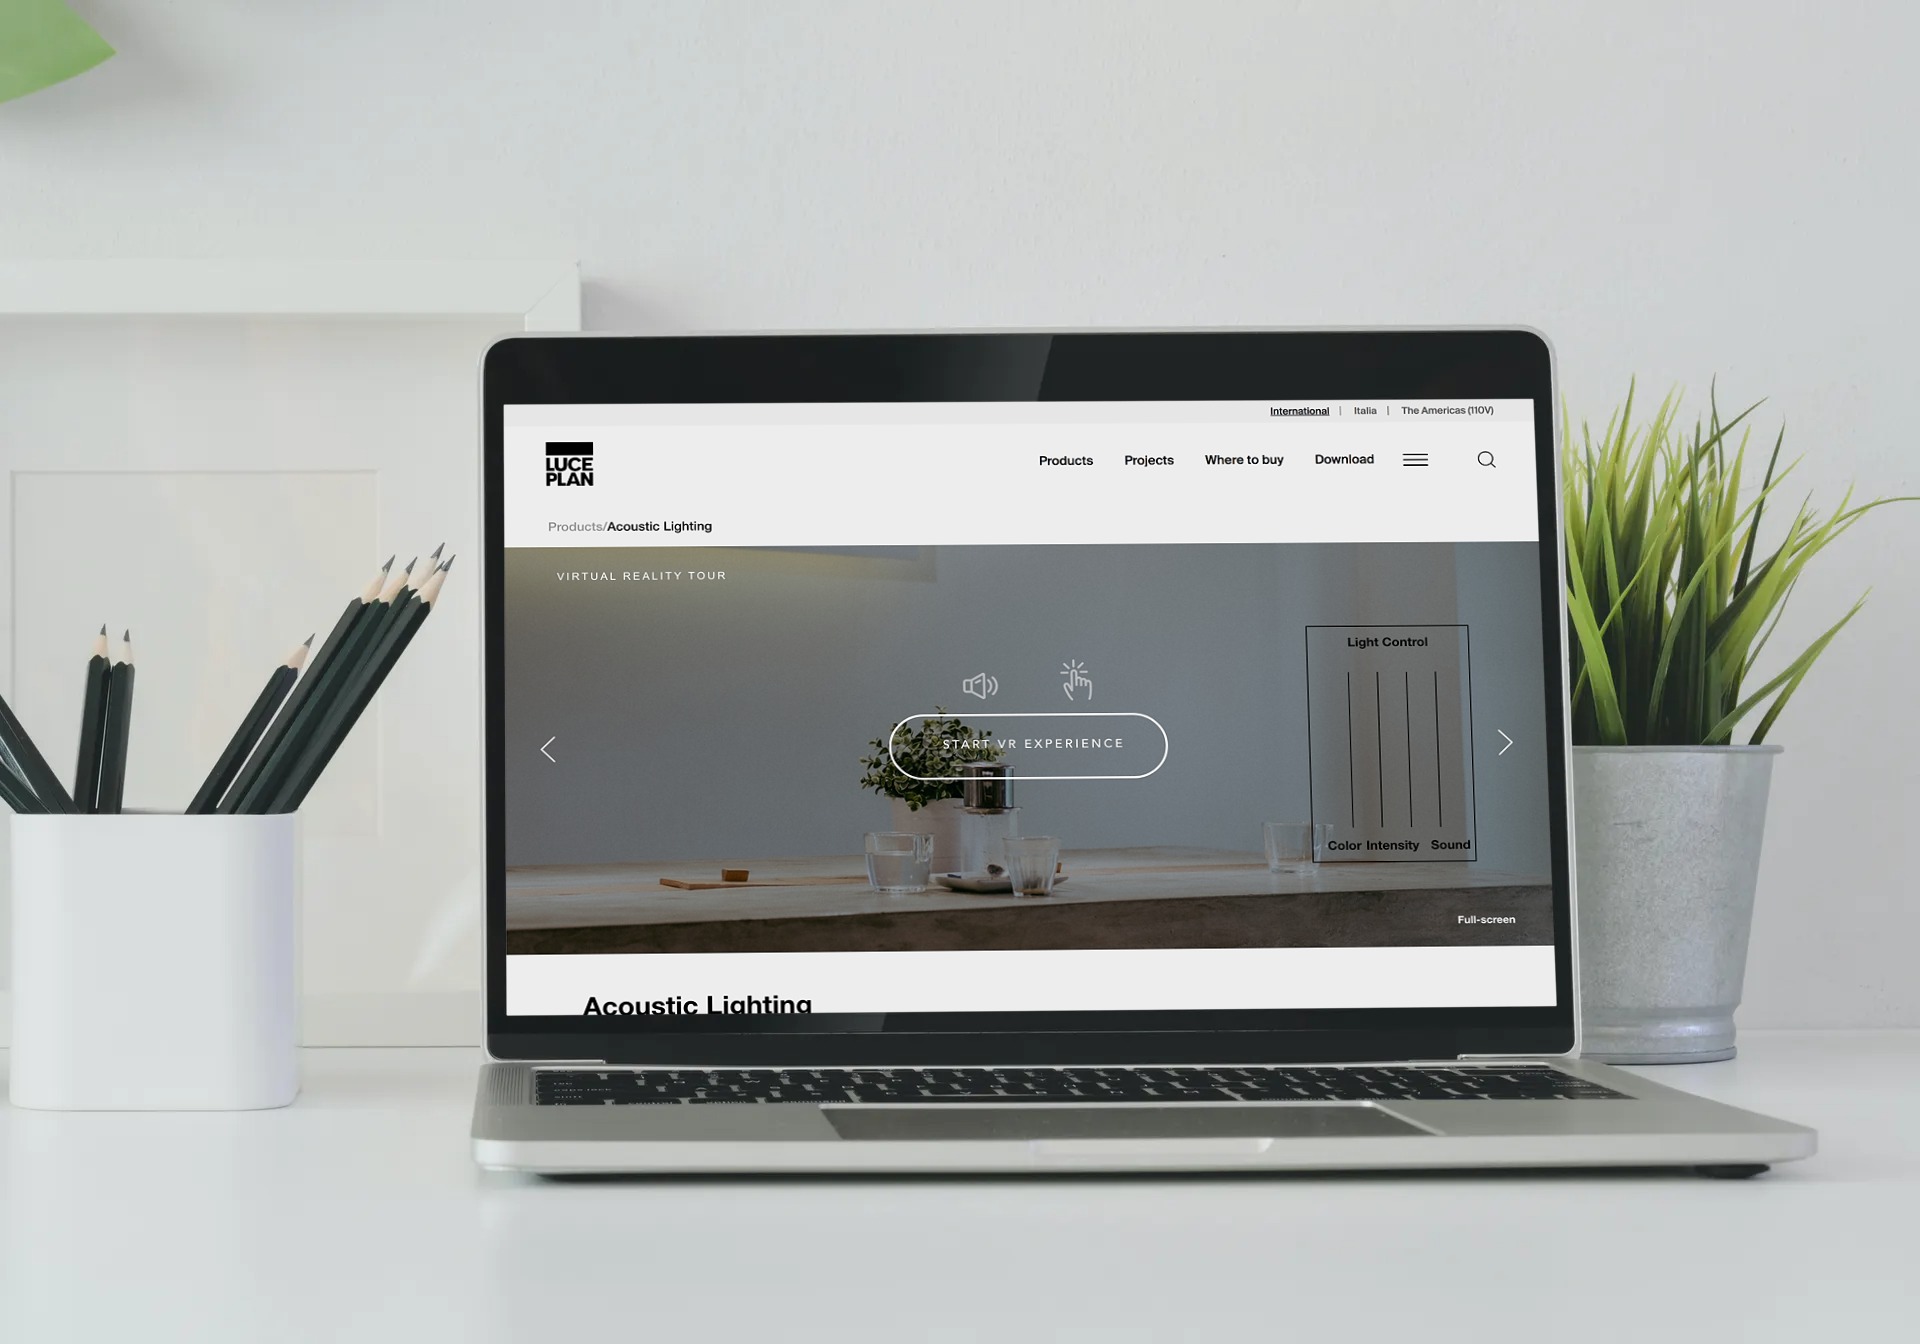 International | Italia | The Americas (110V)
LUCE
PLAN
Products Projects Where to buy Download
Products/Acoustic Lighting
VIRTUAL REALITY TOUR
Light Control
START VR EXPERIENCE
Color Intensity Sound
Full-screen
Acoustic Lighting